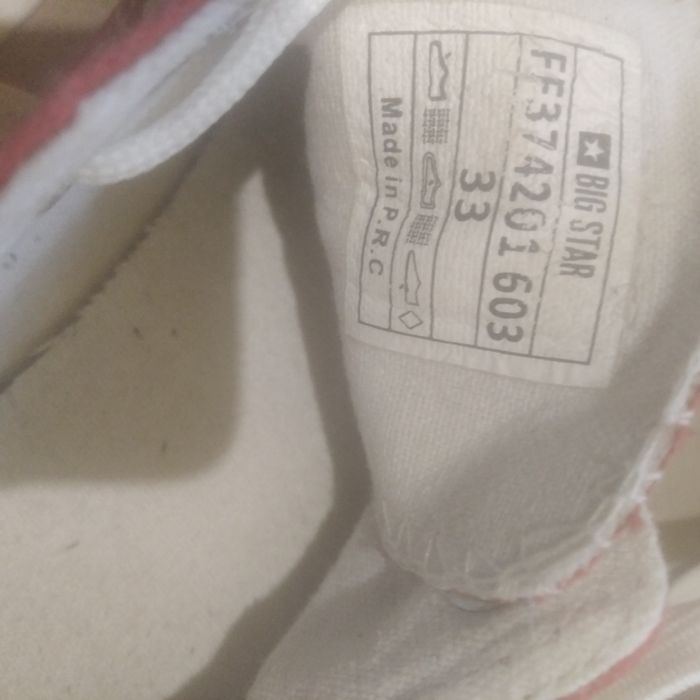 BIG STAR
FF374201 603
33
Made in P.R.C